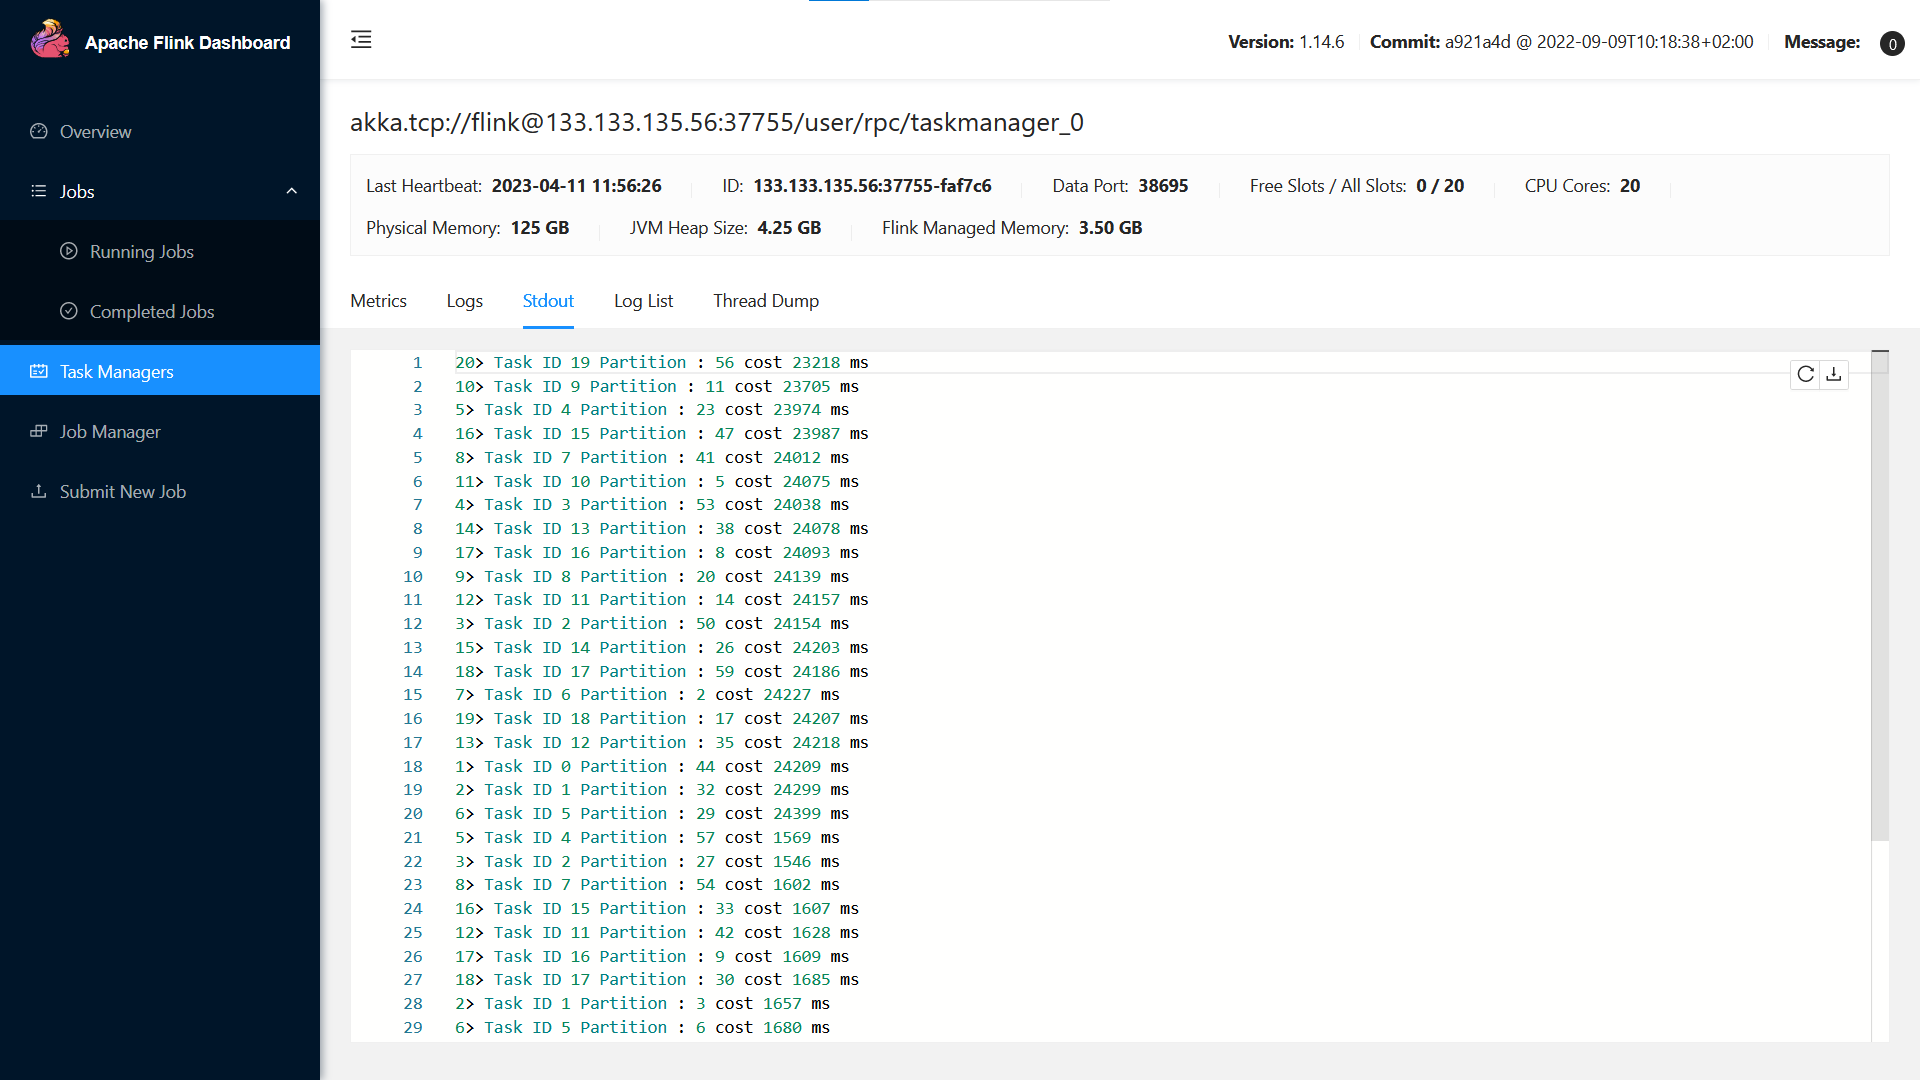 Apache Flink Dashboard
Version: 1.14.6 Commit: a921a4d @ 2022-09-09T10:18:38+02:00 Message: 0
Overview
Jobs
Running Jobs
Completed Jobs
Task Managers
Job Manager
Submit New Job
akka.tcp://flink@133.133.135.56:37755/user/rpc/taskmanager_0
Last Heartbeat: 2023-04-11 11:56:26 ID: 133.133.135.56:37755-faf7c6 Data Port: 38695 Free Slots / All Slots: 0 / 20 CPU Cores: 20
Physical Memory: 125 GB JVM Heap Size: 4.25 GB Flink Managed Memory: 3.50 GB
Metrics Logs Stdout Log List Thread Dump
1 20> Task ID 19 Partition : 56 cost 23218 ms
2 10> Task ID 9 Partition : 11 cost 23705 ms
3 5> Task ID 4 Partition : 23 cost 23974 ms
4 16> Task ID 15 Partition : 47 cost 23987 ms
5 8> Task ID 7 Partition : 41 cost 24012 ms
6 11> Task ID 10 Partition : 5 cost 24075 ms
7 4> Task ID 3 Partition : 53 cost 24038 ms
8 14> Task ID 13 Partition : 38 cost 24078 ms
9 17> Task ID 16 Partition : 8 cost 24093 ms
10 9> Task ID 8 Partition : 20 cost 24139 ms
11 12> Task ID 11 Partition : 14 cost 24157 ms
12 3> Task ID 2 Partition : 50 cost 24154 ms
13 15> Task ID 14 Partition : 26 cost 24203 ms
14 18> Task ID 17 Partition : 59 cost 24186 ms
15 7> Task ID 6 Partition : 2 cost 24227 ms
16 19> Task ID 18 Partition : 17 cost 24207 ms
17 13> Task ID 12 Partition : 35 cost 24218 ms
18 1> Task ID 0 Partition : 44 cost 24209 ms
19 2> Task ID 1 Partition : 32 cost 24299 ms
20 6> Task ID 5 Partition : 29 cost 24399 ms
21 5> Task ID 4 Partition : 57 cost 1569 ms
22 3> Task ID 2 Partition : 27 cost 1546 ms
23 8> Task ID 7 Partition : 54 cost 1602 ms
24 16> Task ID 15 Partition : 33 cost 1607 ms
25 12> Task ID 11 Partition : 42 cost 1628 ms
26 17> Task ID 16 Partition : 9 cost 1609 ms
27 18> Task ID 17 Partition : 30 cost 1685 ms
28 2> Task ID 1 Partition : 3 cost 1657 ms
29 6> Task ID 5 Partition : 6 cost 1680 ms